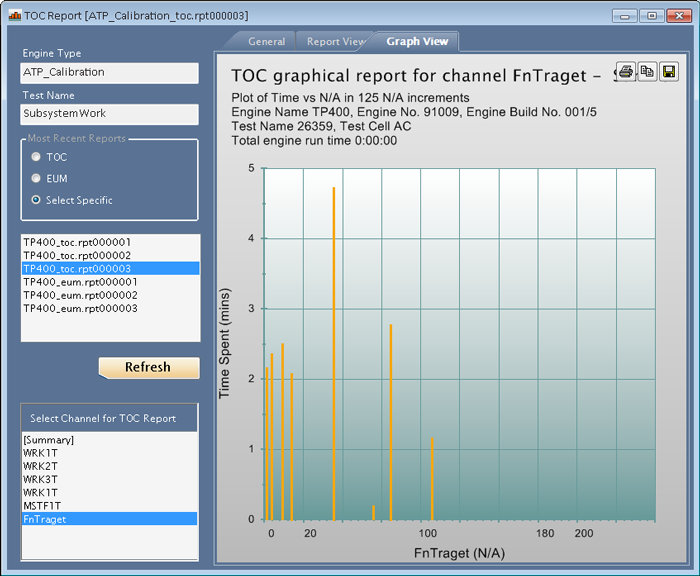 TOC Report [ATP_Calibration_toc.rpt000003]
Engine Type
ATP_Calibration
Test Name
SubsystemWork
Most Recent Reports
TOC
EUM
Select Specific
TP400_toc.rpt000001
TP400_toc.rpt000002
TP400_toc.rpt000003
TP400_eum.rpt000001
TP400_eum.rpt000002
TP400_eum.rpt000003
Refresh
Select Channel for TOC Report
[Summary]
WRK1T
WRK2T
WRK3T
WRK1T
MSTF1T
FnTraget
General
Report View
Graph View
TOC graphical report for channel FnTraget -
Plot of Time vs N/A in 125 N/A increments
Engine Name TP400, Engine No. 91009, Engine Build No. 001/5
Test Name 26359, Test Cell AC
Total engine run time 0:00:00
Time Spent (mins)
5
4
3
2
1
0
0 20 100 180 200
FnTraget (N/A)